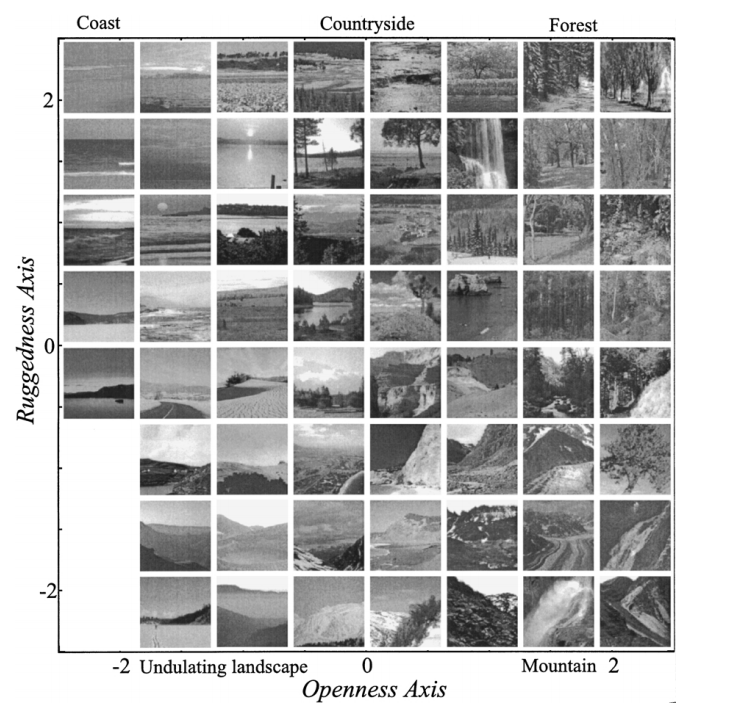 Coast Countryside Forest
2
Ruggedness Axis
0
-2
-2 Undulating landscape 0 Mountain 2
Openness Axis